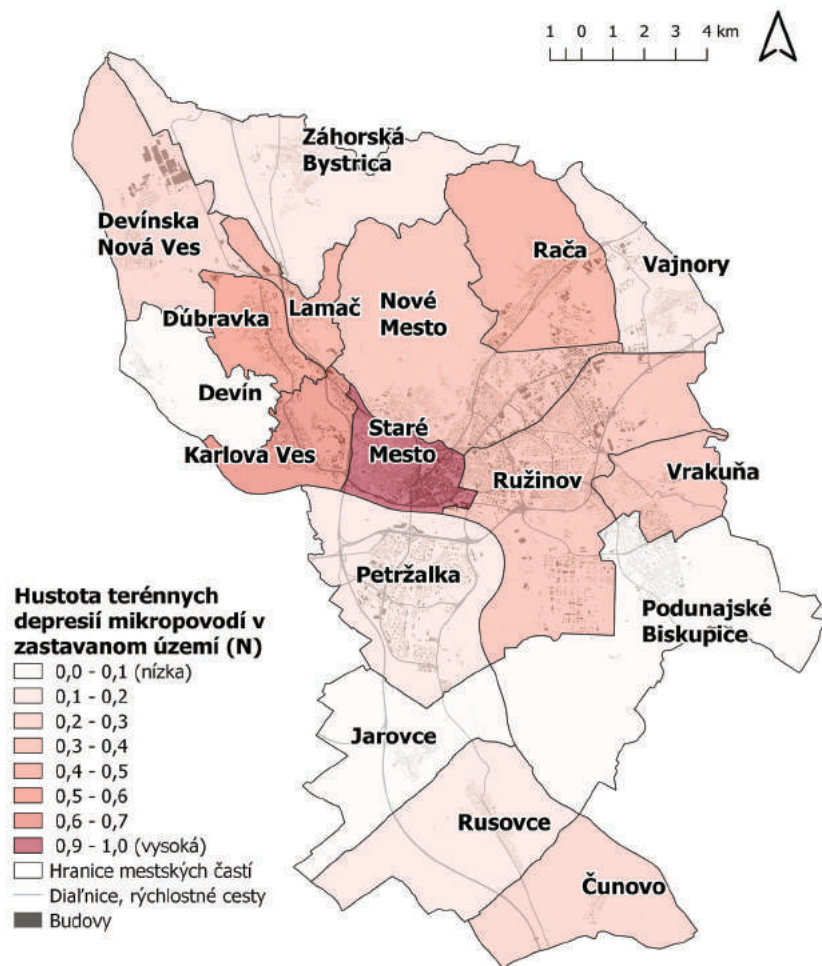 1 0 1 2 3 4 km
Záhorská
Bystrica
Devínska
Nová Ves
Rača
Vajnory
Lamač
Nové
Mesto
Dúbravka
Devín
Staré
Mesto
Karlova Ves
Ružinov
Vrakuňa
Petržalka
Podunajské
Biskupice
Jarovce
Rusovce
Čunovo
Hustota terénnych
depresií mikropovodí v
zastavanom území (N)
0,0 - 0,1 (nízka)
0,1 - 0,2
0,2 - 0,3
0,3 - 0,4
0,4 - 0,5
0,5 - 0,6
0,6 - 0,7
0,9 - 1,0 (vysoká)
Hranice mestských častí
Diaľnice, rýchlostné cesty
Budovy